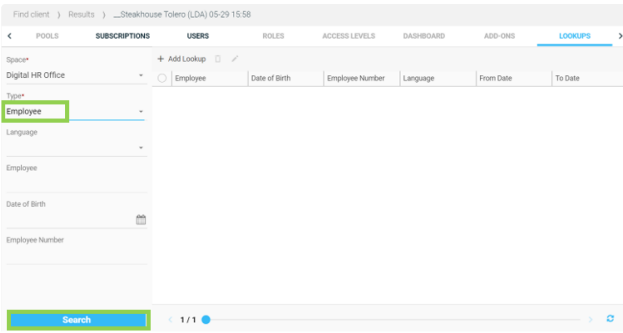 Find client > Results > __Steakhouse Tolero (LDA) 05-29 15:58
< POOLS SUBSCRIPTIONS USERS ROLES ACCESS LEVELS DASHBOARD ADD-ONS LOOKUPS >
Space*
Digital HR Office
Type*
Employee
Language
Employee
Date of Birth
Employee Number
Search
+ Add Lookup
Employee Date of Birth Employee Number Language From Date To Date
< 1 / 1 >